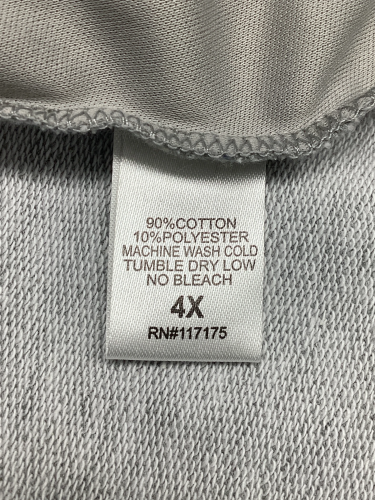 90%COTTON
10%POLYESTER
MACHINE WASH COLD
TUMBLE DRY LOW
NO BLEACH
4X
RN#117175